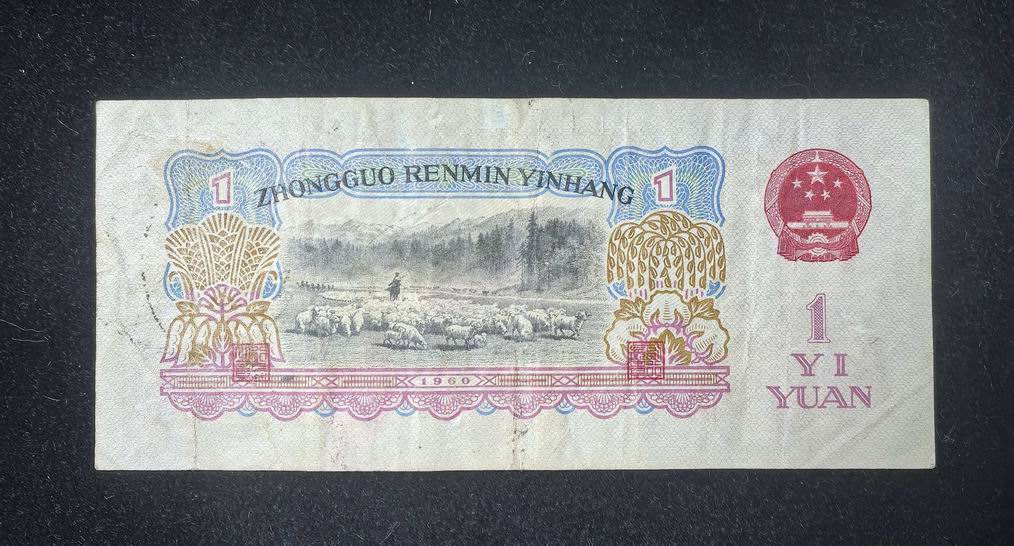 1 ZHONGGUO RENMIN YINHANG 1
1960
1
YI
YUAN